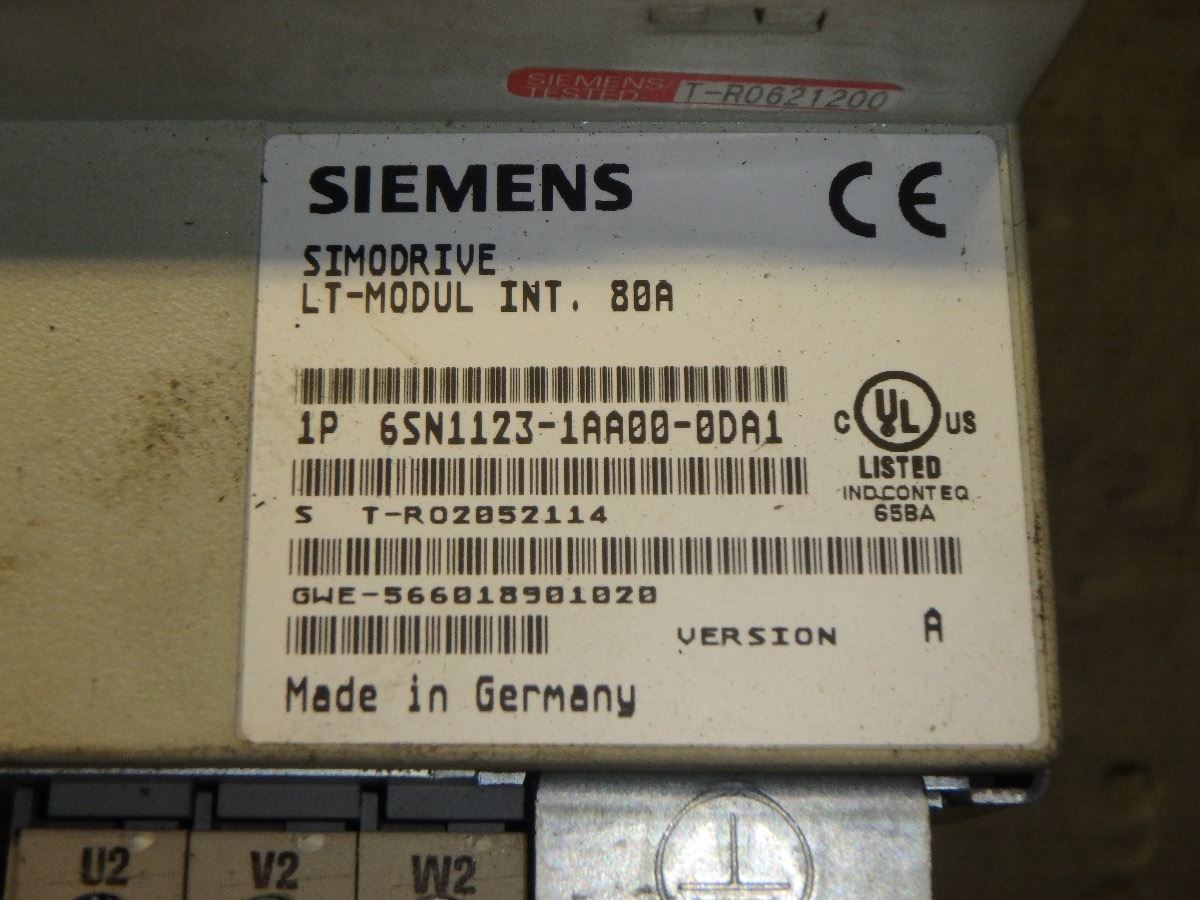 SIEMENS/
TESTED
T-R0621200
SIEMENS
CE
SIMODRIVE
LT-MODUL INT. 80A
1P 6SN1123-1AA00-0DA1
C UL US
LISTED
IND.CONT EQ
65BA
S T-R02052114
GWE-566018901020
VERSION A
Made in Germany
U2 V2 W2